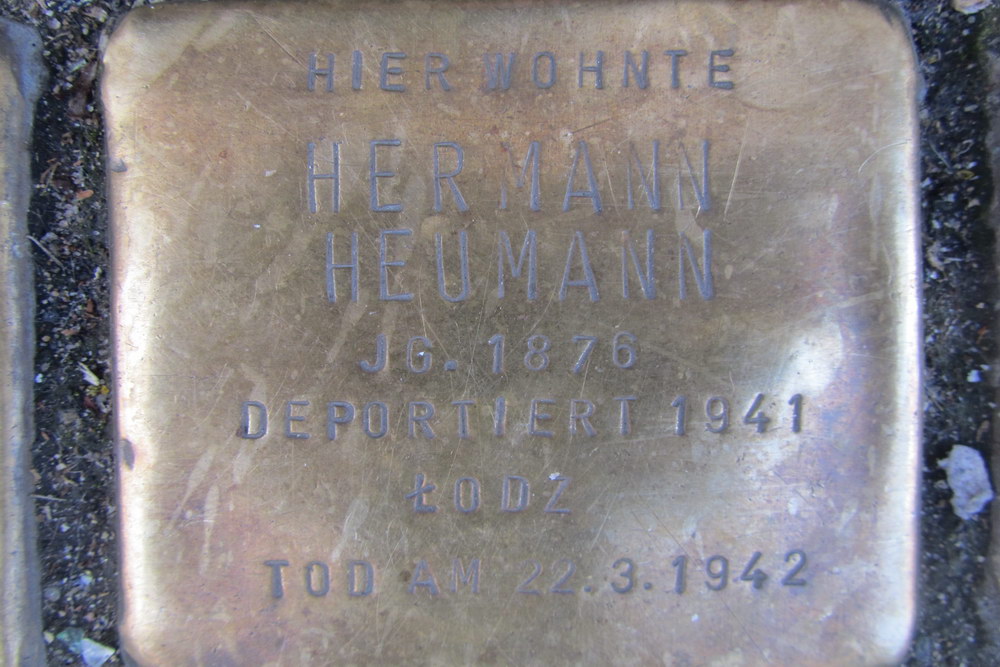 HIER WOHNTE
HERMANN
HEUMANN
JG. 1876
DEPORTIERT 1941
ŁODZ
TOD AM 22.3.1942